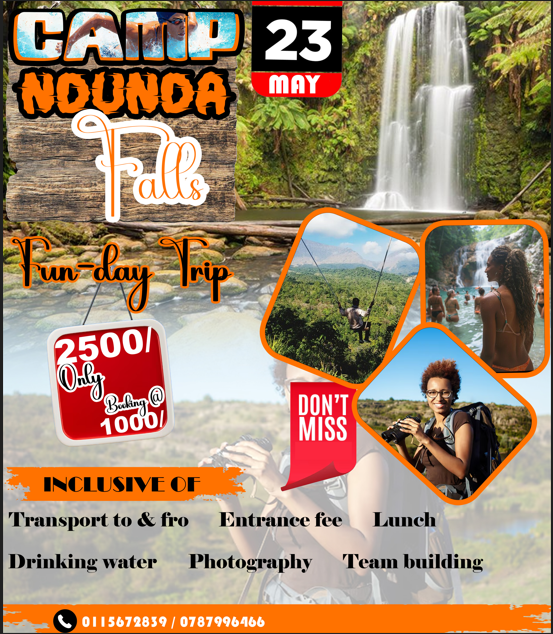 CAMP
NDUNDA
Falls
23
MAY
Fun-day Trip
2500/
Only
Booking @
1000/
DON'T
MISS
INCLUSIVE OF
Transport to & fro Entrance fee Lunch
Drinking water Photography Team building
0115672839 / 0787996466